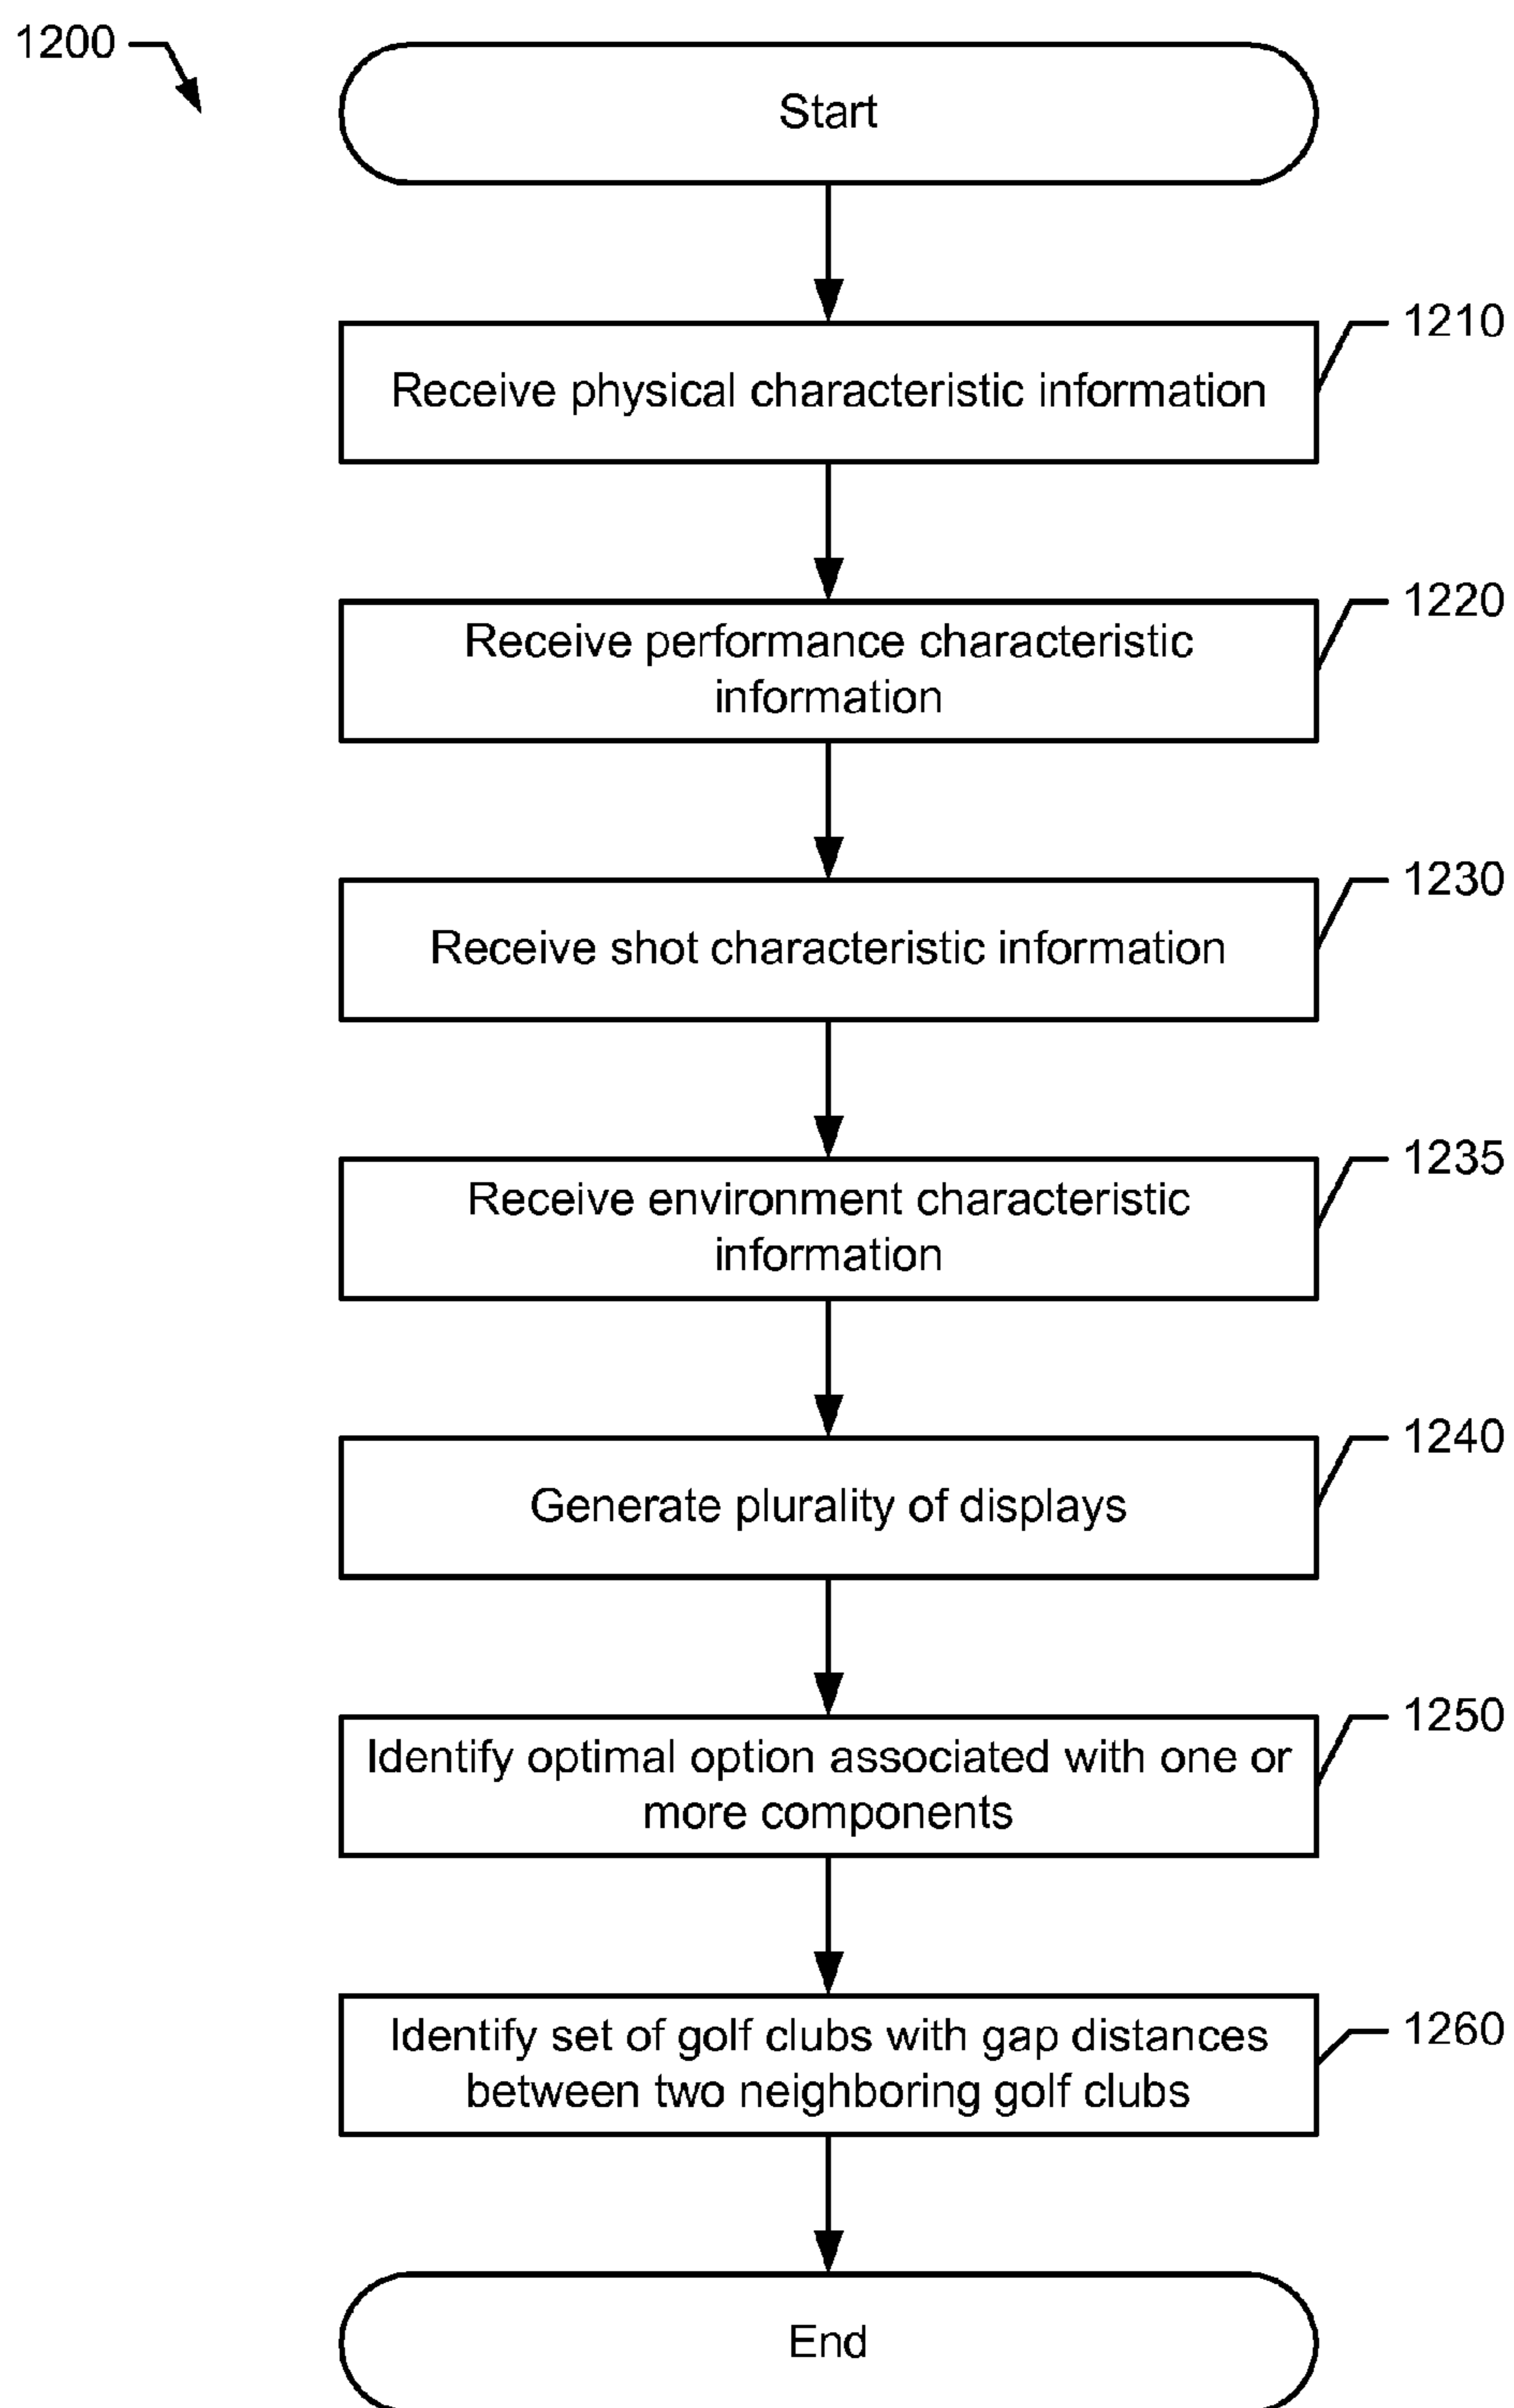 1200
Start
1210
Receive physical characteristic information
1220
Receive performance characteristic
information
1230
Receive shot characteristic information
1235
Receive environment characteristic
information
1240
Generate plurality of displays
1250
Identify optimal option associated with one or
more components
1260
Identify set of golf clubs with gap distances
between two neighboring golf clubs
End